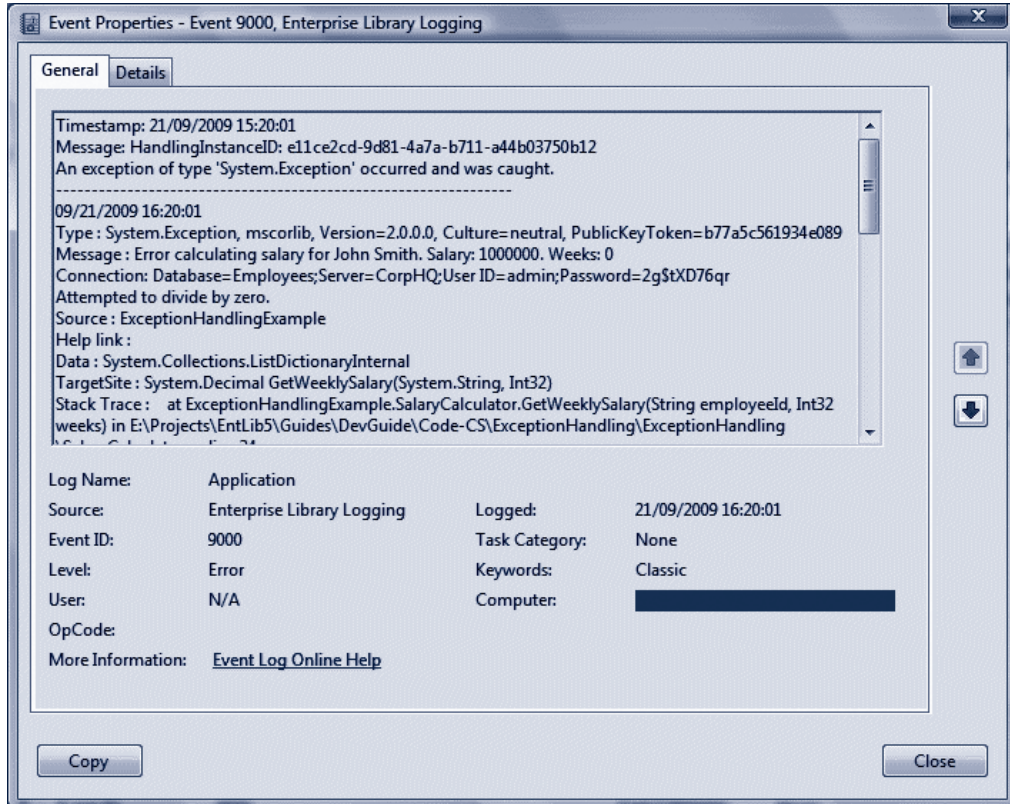 Event Properties - Event 9000, Enterprise Library Logging
X
General Details
Timestamp: 21/09/2009 15:20:01
Message: HandlingInstanceID: e11ce2cd-9d81-4a7a-b711-a44b03750b12
An exception of type 'System.Exception' occurred and was caught.
----------------------------------------------------------------
09/21/2009 16:20:01
Type : System.Exception, mscorlib, Version=2.0.0.0, Culture=neutral, PublicKeyToken=b77a5c561934e089
Message : Error calculating salary for John Smith. Salary: 1000000. Weeks: 0
Connection: Database=Employees;Server=CorpHQ;User ID=admin;Password=2g$tXD76qr
Attempted to divide by zero.
Source : ExceptionHandlingExample
Help link :
Data : System.Collections.ListDictionaryInternal
TargetSite : System.Decimal GetWeeklySalary(System.String, Int32)
Stack Trace :    at ExceptionHandlingExample.SalaryCalculator.GetWeeklySalary(String employeeId, Int32
weeks) in E:\Projects\EntLib5\Guides\DevGuide\Code-CS\ExceptionHandling\ExceptionHandling
Log Name: Application
Source: Enterprise Library Logging Logged: 21/09/2009 16:20:01
Event ID: 9000 Task Category: None
Level: Error Keywords: Classic
User: N/A Computer:
OpCode:
More Information: Event Log Online Help
Copy Close